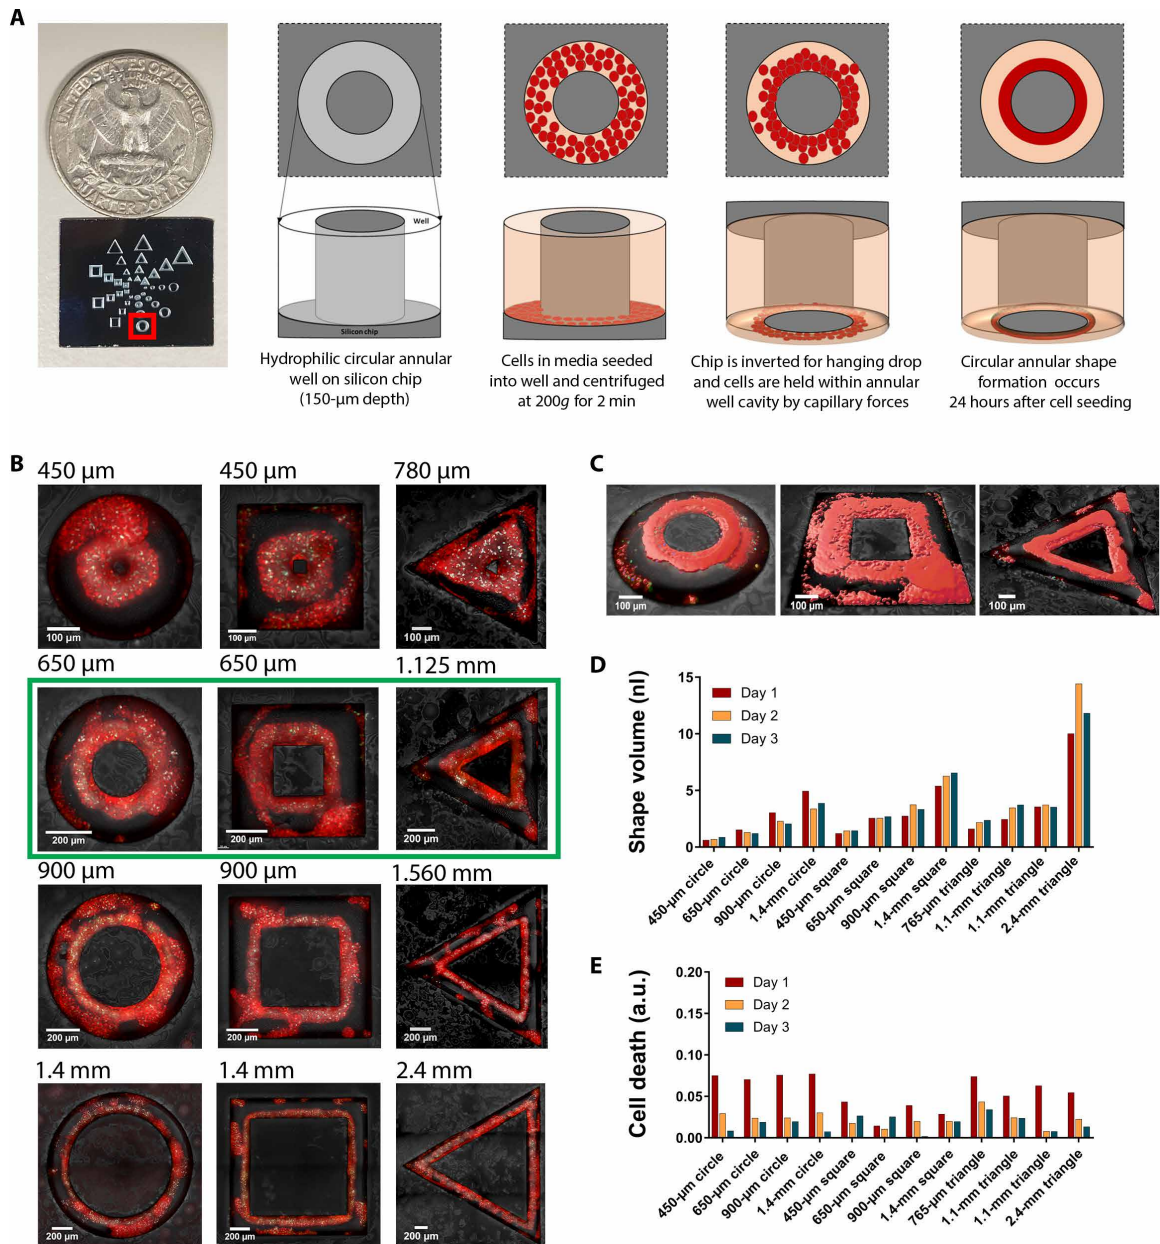 A
UNITED STATES OF AMERICA
E PLURIBUS
UNUM
QUARTER DOLLAR
Well
Silicon chip
Hydrophilic circular annular
well on silicon chip
(150-µm depth)
Cells in media seeded
into well and centrifuged
at 200g for 2 min
Chip is inverted for hanging drop
and cells are held within annular
well cavity by capillary forces
Circular annular shape
formation occurs
24 hours after cell seeding
B
450 µm
450 µm
780 µm
100 µm
100 µm
100 µm
650 µm
650 µm
1.125 mm
200 µm
200 µm
200 µm
900 µm
900 µm
1.560 mm
200 µm
200 µm
200 µm
1.4 mm
1.4 mm
2.4 mm
200 µm
200 µm
200 µm
C
100 µm
100 µm
100 µm
D
Shape volume (nl)
15
10
5
0
Day 1
Day 2
Day 3
450-µm circle
650-µm circle
900-µm circle
1.4-mm circle
450-µm square
650-µm square
900-µm square
1.4-mm square
765-µm triangle
1.1-mm triangle
1.1-mm triangle
2.4-mm triangle
E
Cell death (a.u.)
0.20
0.15
0.10
0.05
0.00
Day 1
Day 2
Day 3
450-µm circle
650-µm circle
900-µm circle
1.4-mm circle
450-µm square
650-µm square
900-µm square
1.4-mm square
765-µm triangle
1.1-mm triangle
1.1-mm triangle
2.4-mm triangle